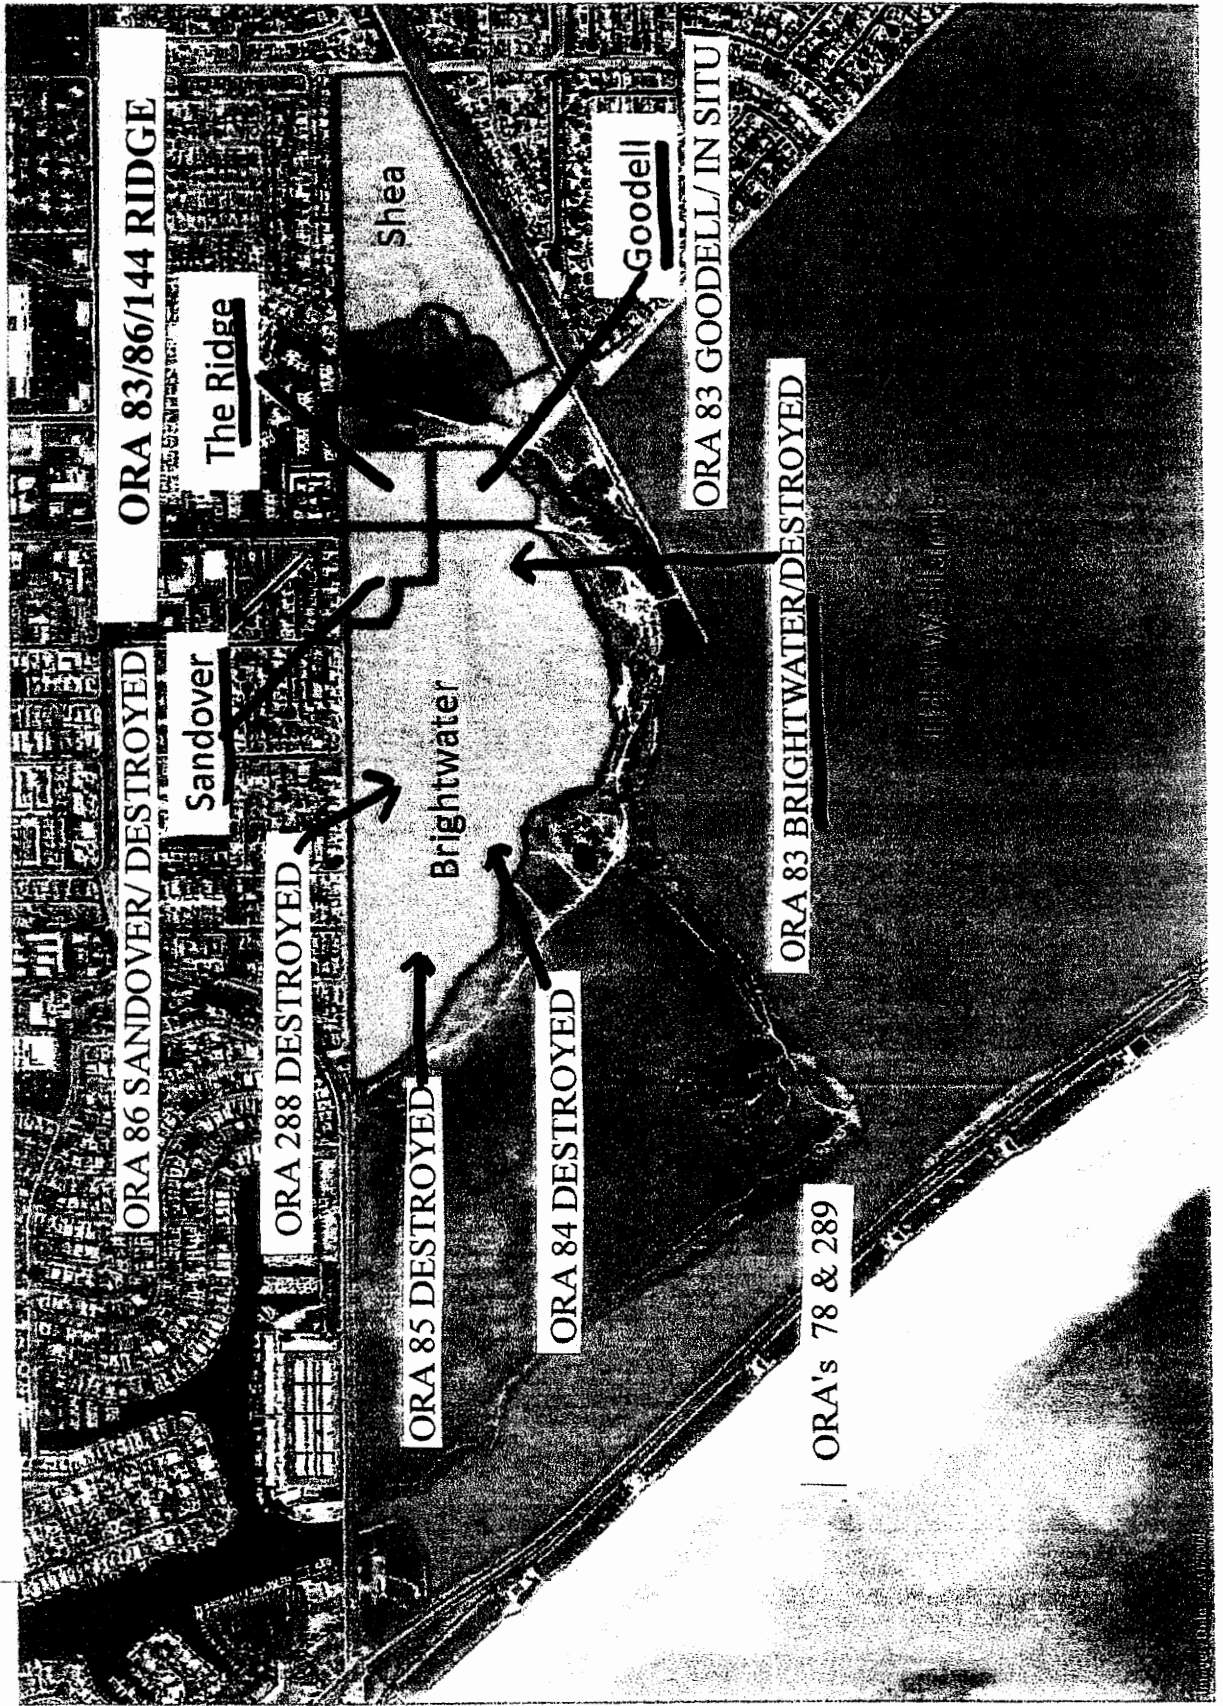 ORA 83/86/144 RIDGE
ORA 86 SANDOVER/ DESTROYED
The Ridge
Sandover
ORA 288 DESTROYED
Shea
Brightwater
ORA 85 DESTROYED
ORA 84 DESTROYED
Goodell
ORA 83 GOODELL/ IN SITU
ORA 83 BRIGHTWATER/DESTROYED
ORA's 78 & 289